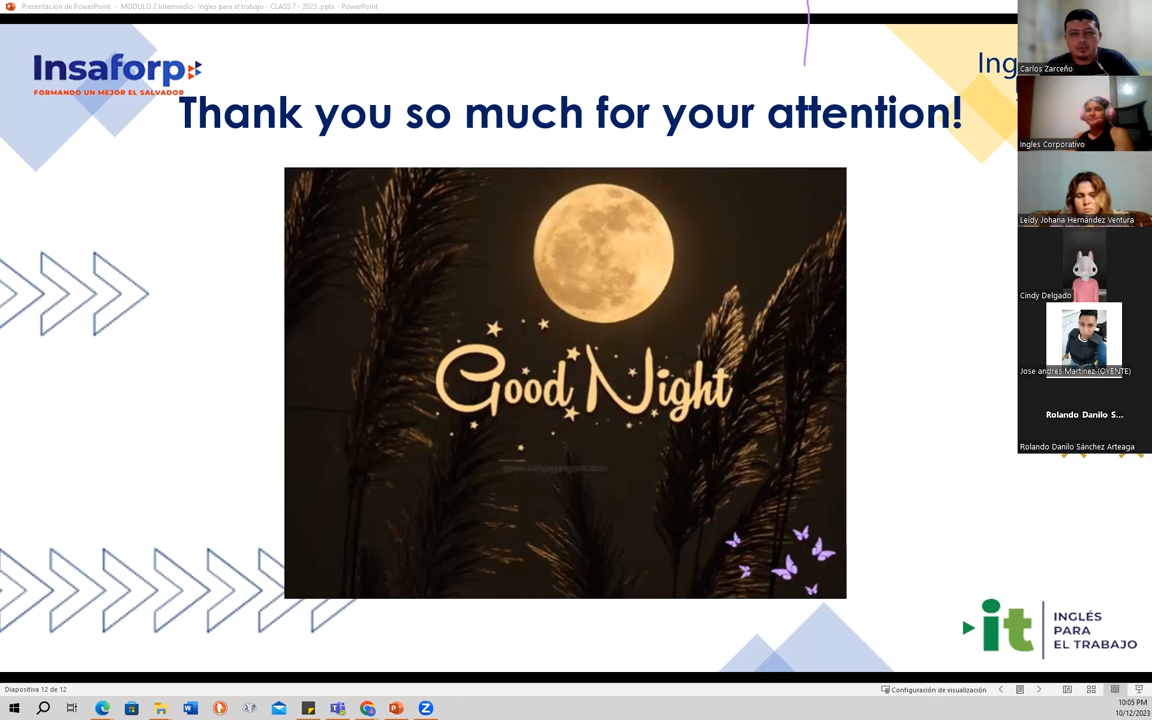 Presentación de PowerPoint - MODULO 2 Intermedio- Ingles para el trabajo - CLASS 7 - 2023 .pptx - PowerPoint
Insaforp
FORMANDO UN MEJOR EL SALVADOR
Ing
Thank you so much for your attention!
Good Night
Carlos Zarceño
Ingles Corporativo
Leidy Johana Hernández Ventura
Cindy Delgado
Jose andres Martinez (OYENTE)
Rolando Danilo S...
Rolando Danilo Sánchez Arteaga
it
INGLÉS
PARA
EL TRABAJO
Diapositiva 12 de 12
Configuración de visualización
10:05 PM
10/12/2023